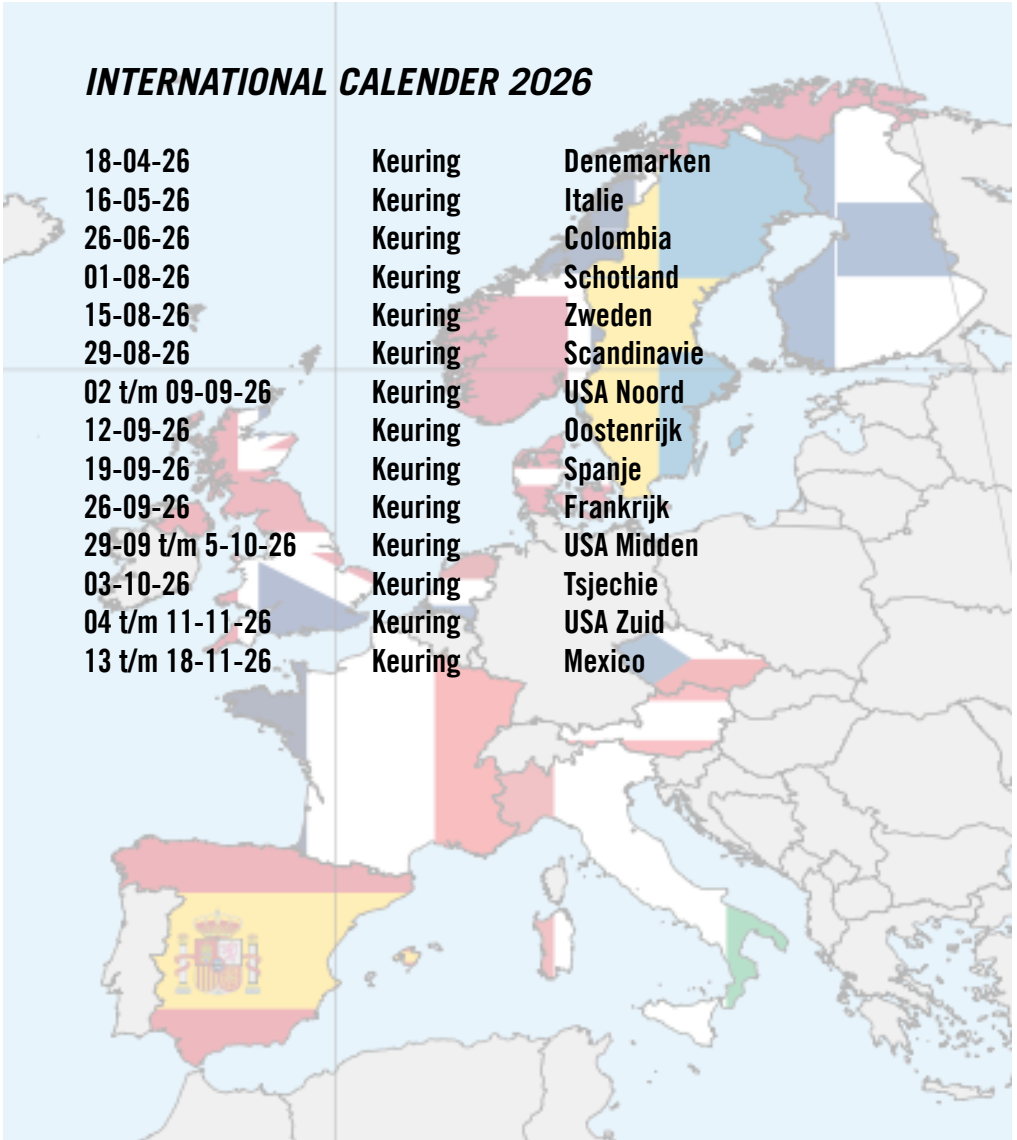 INTERNATIONAL CALENDER 2026
18-04-26 Keuring Denemarken
16-05-26 Keuring Italie
26-06-26 Keuring Colombia
01-08-26 Keuring Schotland
15-08-26 Keuring Zweden
29-08-26 Keuring Scandinavie
02 t/m 09-09-26 Keuring USA Noord
12-09-26 Keuring Oostenrijk
19-09-26 Keuring Spanje
26-09-26 Keuring Frankrijk
29-09 t/m 5-10-26 Keuring USA Midden
03-10-26 Keuring Tsjechie
04 t/m 11-11-26 Keuring USA Zuid
13 t/m 18-11-26 Keuring Mexico